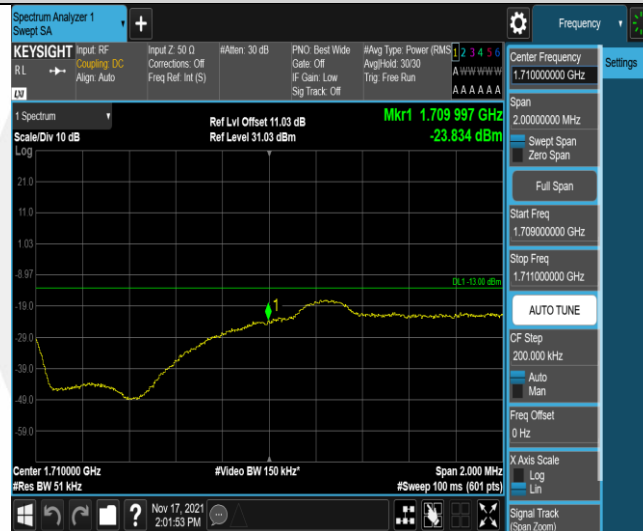 Spectrum Analyzer 1
Swept SA
Frequency
KEYSIGHT
RL
LXI
Input: RF
Coupling: DC
Align: Auto
Input Z: 50 Ω
Corrections: Off
Freq Ref: Int (S)
#Atten: 30 dB
PNO: Best Wide
Gate: Off
IF Gain: Low
Sig Track: Off
#Avg Type: Power (RMS
Avg|Hold: 30/30
Trig: Free Run
1 2 3 4 5 6
A W W W W W
A A A A A A
1 Spectrum
Scale/Div 10 dB
Log
Ref Lvl Offset 11.03 dB
Ref Level 31.03 dBm
Mkr1 1.709 997 GHz
-23.834 dBm
21.0
11.0
1.03
-8.97
DL1 -13.00 dBm
-19.0
1
-29.0
-39.0
-49.0
-59.0
Center 1.710000 GHz
#Res BW 51 kHz
#Video BW 150 kHz*
Span 2.000 MHz
#Sweep 100 ms (601 pts)
Nov 17, 2021
2:01:53 PM
?
Center Frequency
1.710000000 GHz
Settings
Span
2.00000000 MHz
Swept Span
Zero Span
Full Span
Start Freq
1.709000000 GHz
Stop Freq
1.711000000 GHz
AUTO TUNE
CF Step
200.000 kHz
Auto
Man
Freq Offset
0 Hz
X Axis Scale
Log
Lin
Signal Track
(Span Zoom)